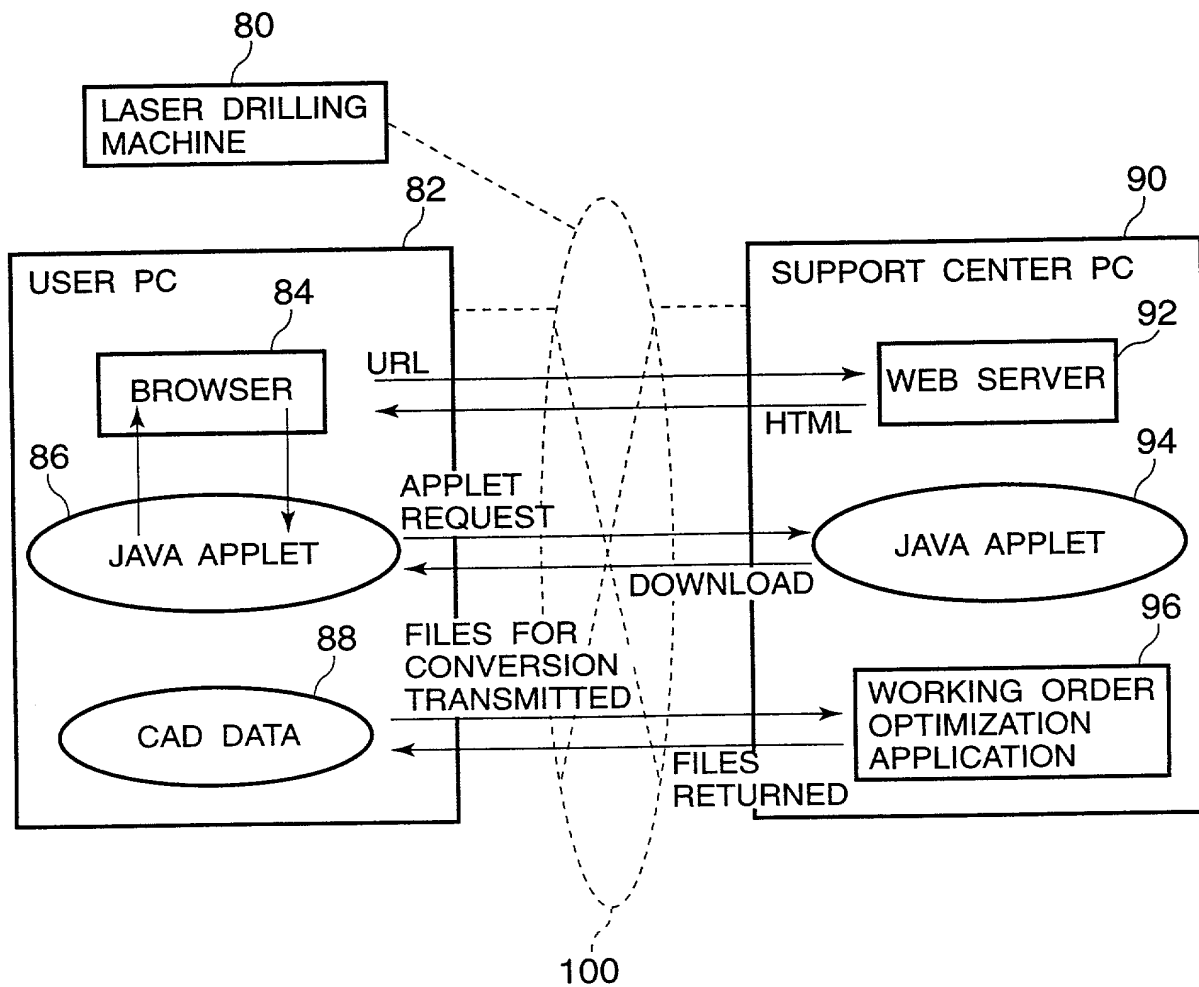 80
LASER DRILLING
MACHINE
82
90
USER PC
SUPPORT CENTER PC
84
92
BROWSER
URL
WEB SERVER
HTML
86
94
APPLET
REQUEST
JAVA APPLET
JAVA APPLET
DOWNLOAD
88
FILES FOR
CONVERSION
TRANSMITTED
96
CAD DATA
WORKING ORDER
OPTIMIZATION
APPLICATION
FILES
RETURNED
100